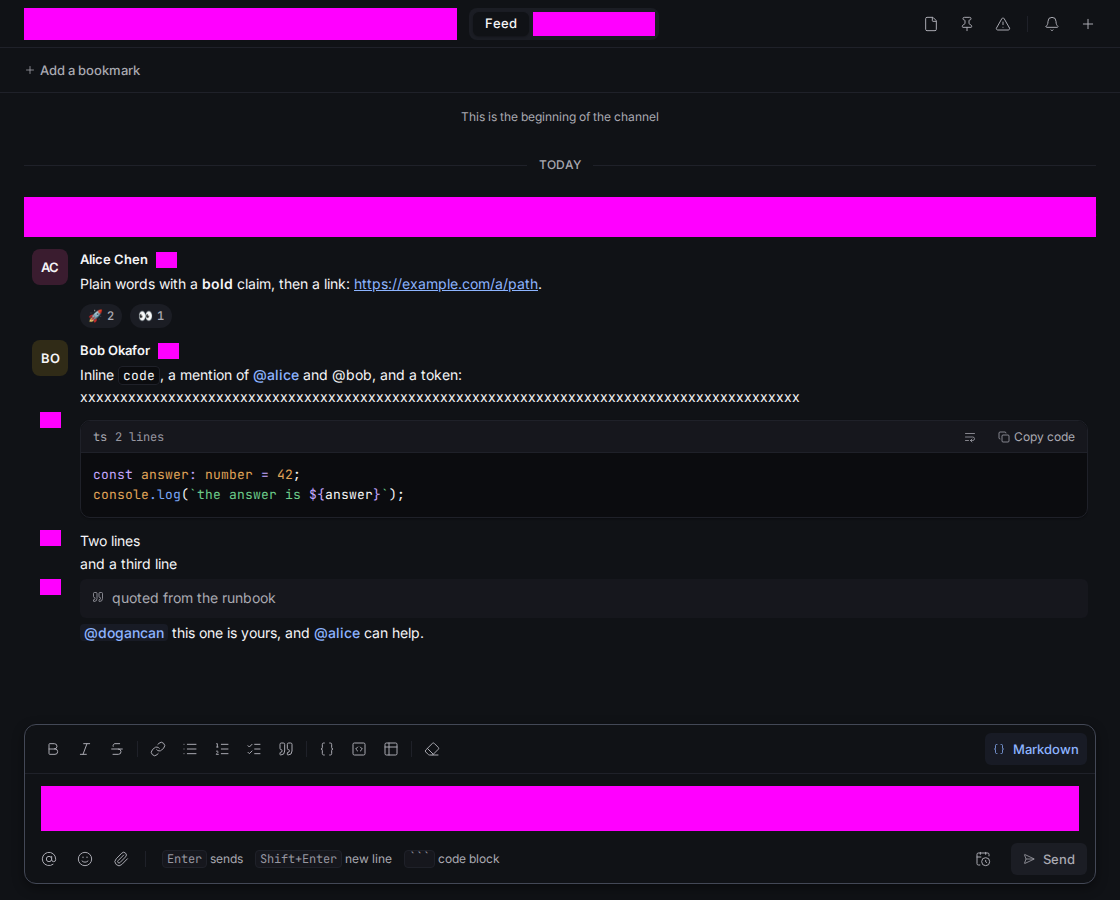 Feed
+ Add a bookmark
This is the beginning of the channel
TODAY
AC
Alice Chen
Plain words with a bold claim, then a link: https://example.com/a/path.
🚀 2 👀 1
BO
Bob Okafor
Inline code, a mention of @alice and @bob, and a token:
xxxxxxxxxxxxxxxxxxxxxxxxxxxxxxxxxxxxxxxxxxxxxxxxxxxxxxxxxxxxxxxxxxxxxxxxxxxxxxxxxxxxxxxxxx
ts 2 lines
Copy code
const answer: number = 42;
console.log(`the answer is ${answer}`);
Two lines
and a third line
quoted from the runbook
@dogancan this one is yours, and @alice can help.
Markdown
Enter sends Shift+Enter new line ``` code block
Send